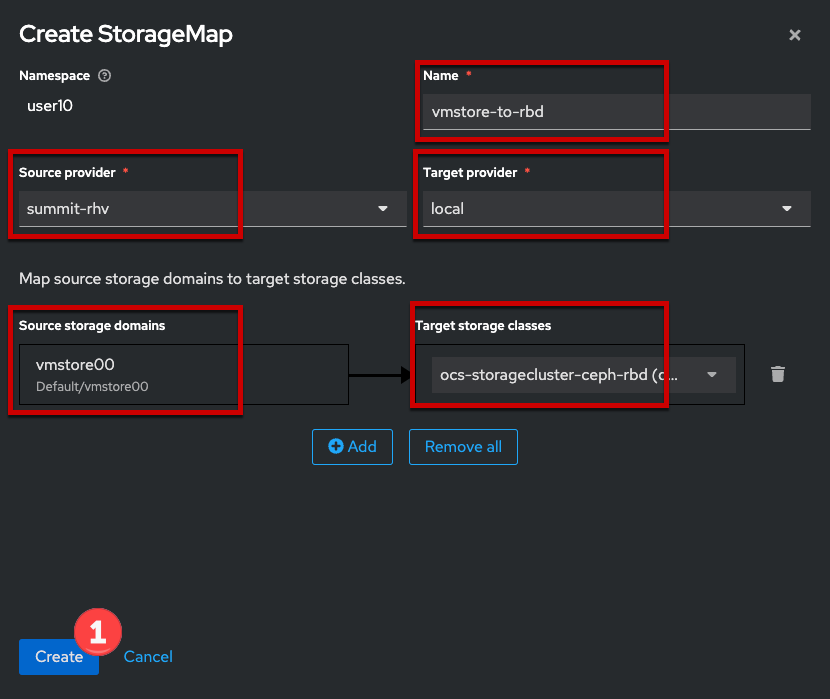 Create StorageMap
Namespace
user10
Name *
vmstore-to-rbd
Source provider *
summit-rhv
Target provider *
local
Map source storage domains to target storage classes.
Source storage domains
vmstore00
Default/vmstore00
Target storage classes
ocs-storagecluster-ceph-rbd (d...
Add
Remove all
1
Create
Cancel